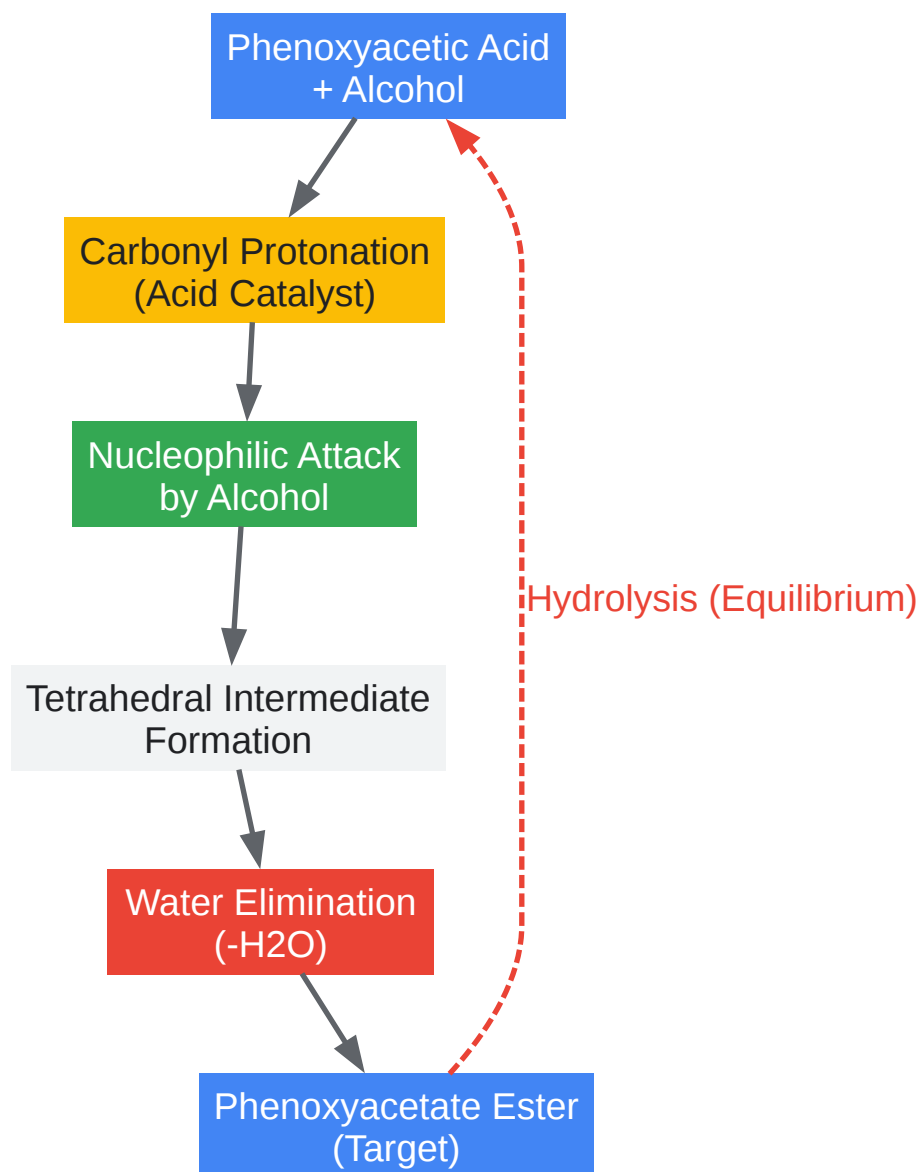 Phenoxyacetic Acid
+ Alcohol
Carbonyl Protonation
(Acid Catalyst)
Nucleophilic Attack
by Alcohol
Hydrolysis (Equilibrium)
Tetrahedral Intermediate
Formation
Water Elimination
(-H2O)
Phenoxyacetate Ester
(Target)